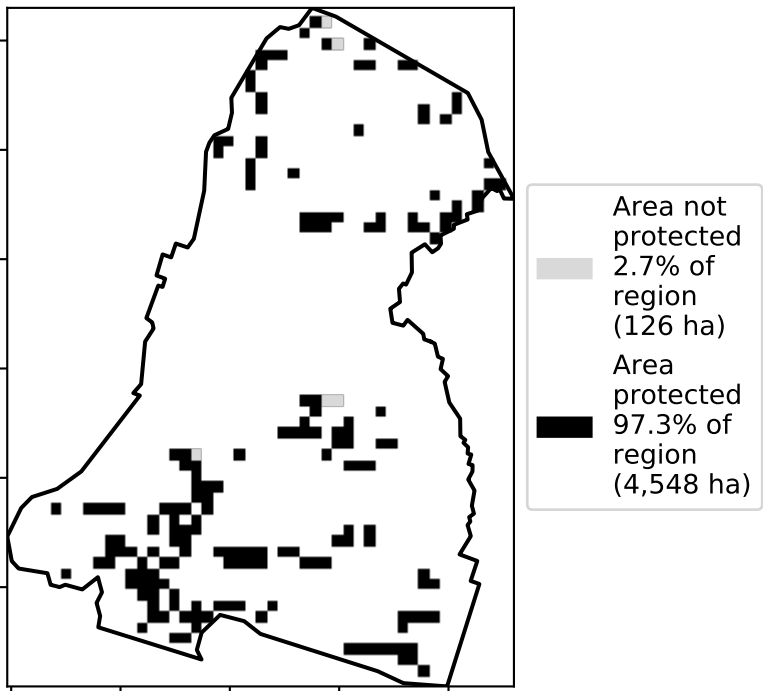 Area not
protected
2.7% of
region
(126 ha)
Area
protected
97.3% of
region
(4,548 ha)